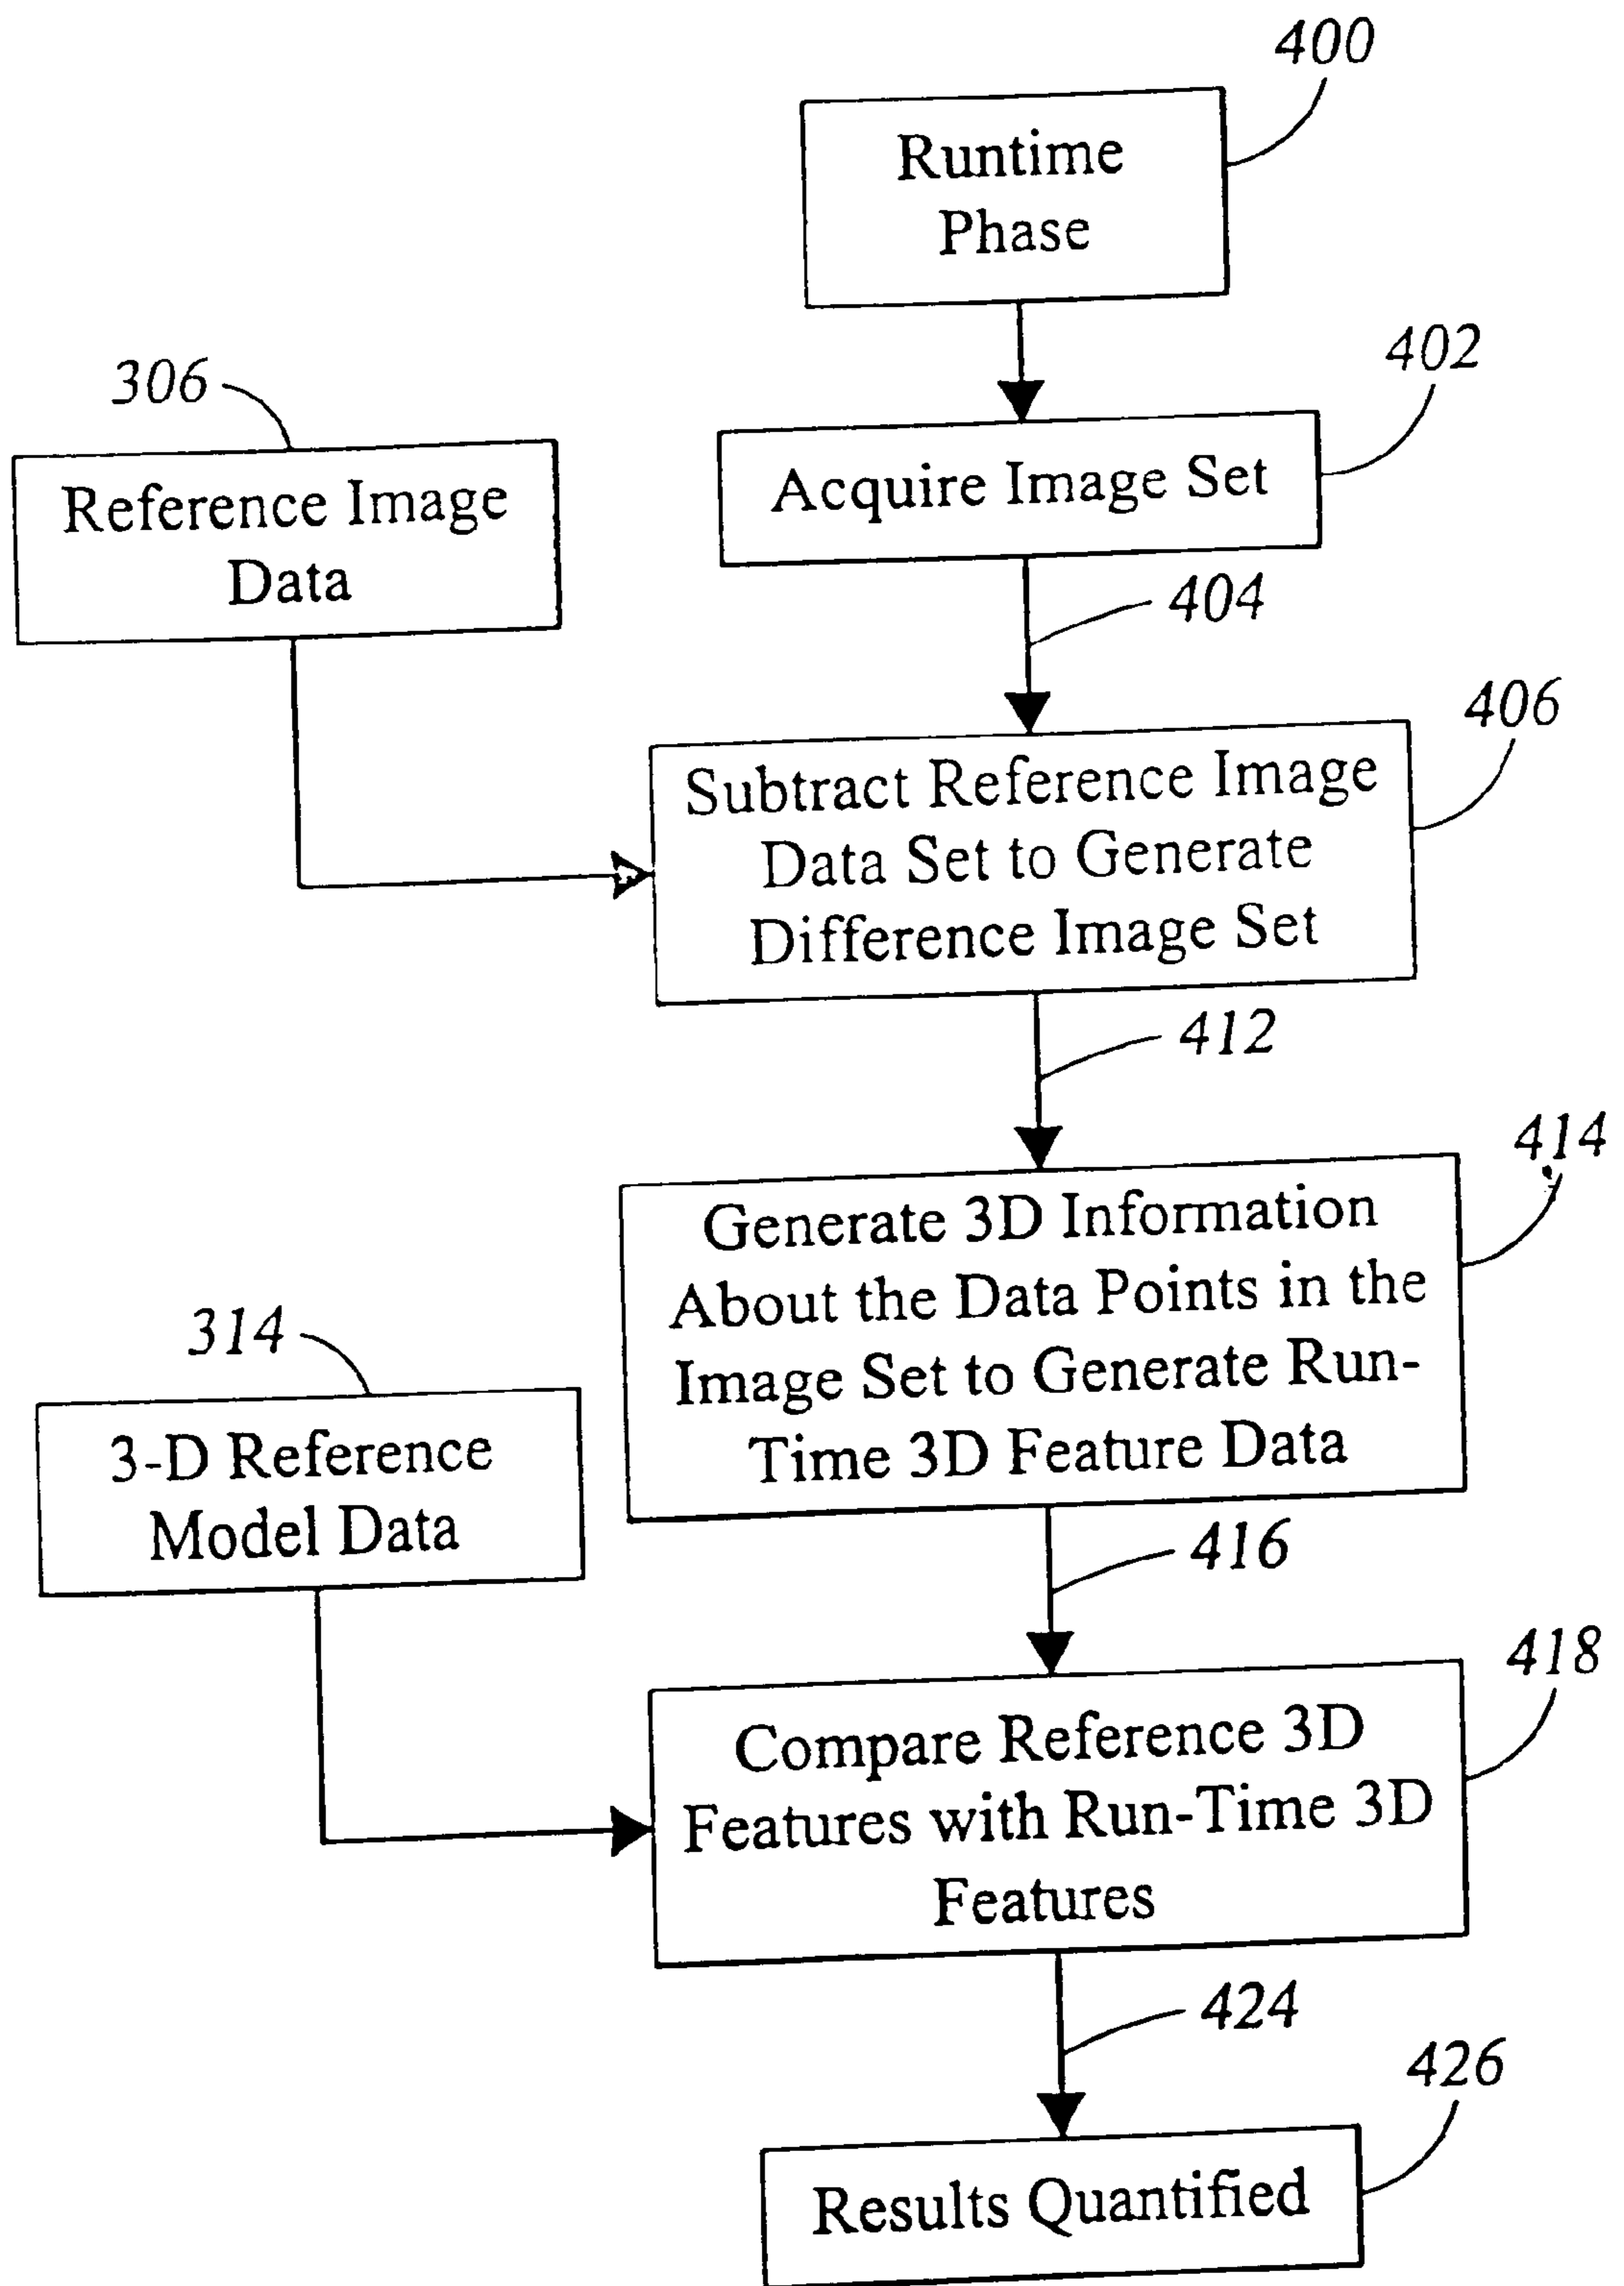 400
Runtime
Phase
402
Acquire Image Set
306
Reference Image
Data
404
406
Subtract Reference Image
Data Set to Generate
Difference Image Set
412
414
Generate 3D Information
About the Data Points in the
Image Set to Generate Run-
Time 3D Feature Data
314
3-D Reference
Model Data
416
418
Compare Reference 3D
Features with Run-Time 3D
Features
424
426
Results Quantified